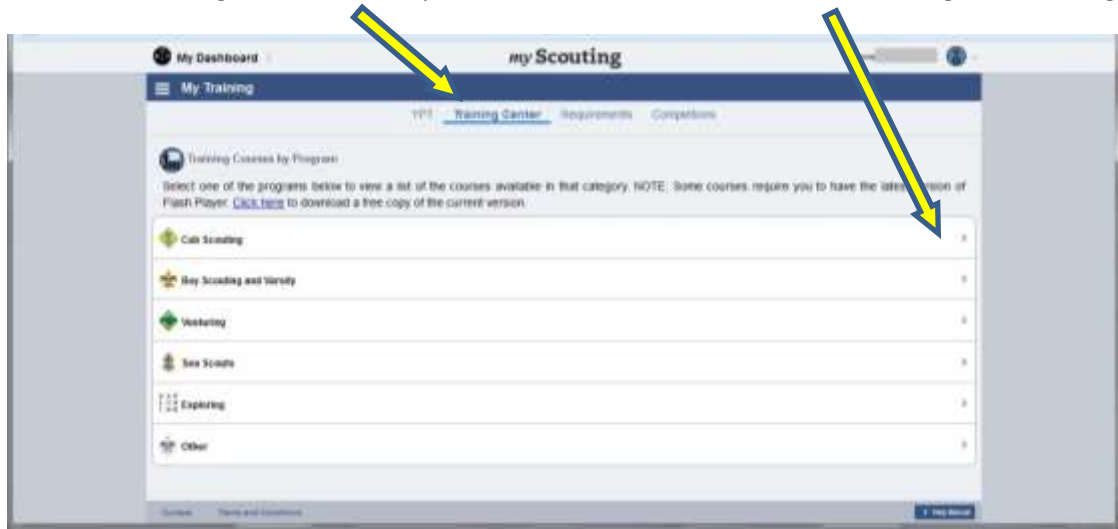 My Dashboard
my Scouting
My Training
YPT Training Center Requirements Completions
Training Courses by Program
Select one of the programs below to view a list of the courses available in that category. NOTE: Some courses require you to have the latest version of
Flash Player. Click here to download a free copy of the current version.
Cub Scouting
Boy Scouting and Varsity
Venturing
Sea Scouts
Exploring
Other
Contact Terms and Conditions